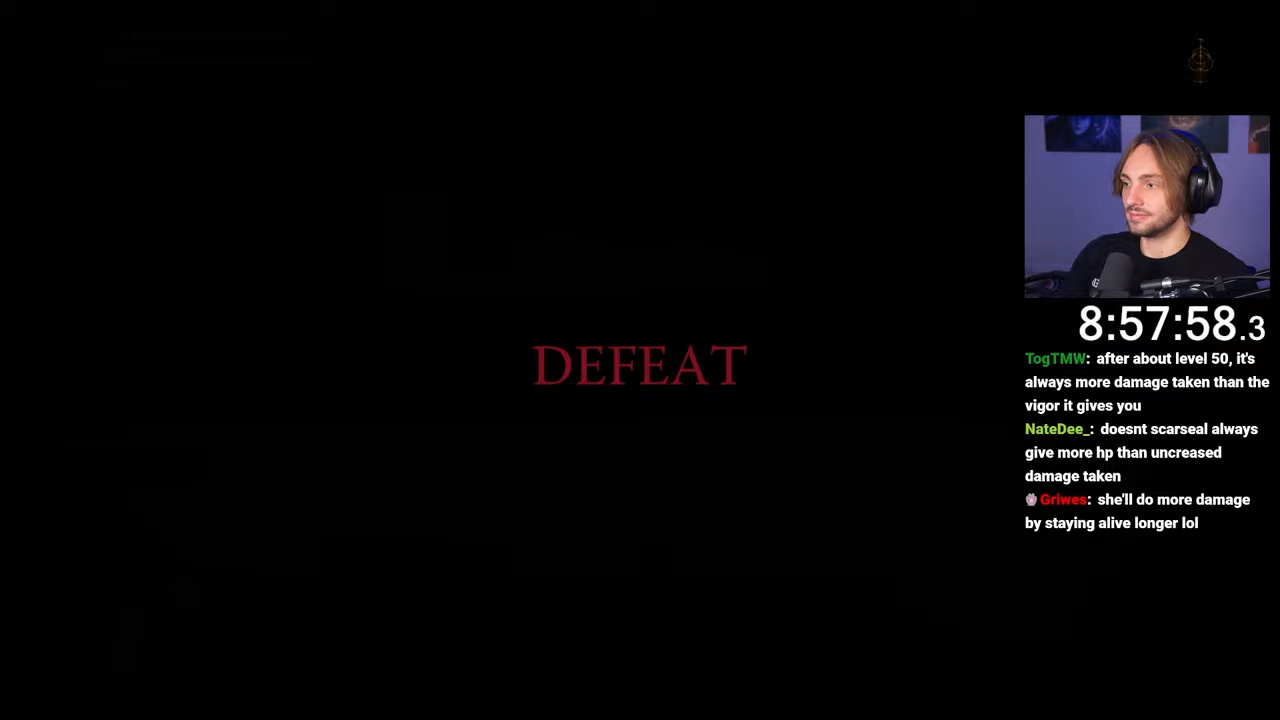 DEFEAT
8:57:58.3
TogTMW: after about level 50, it's
always more damage taken than the
vigor it gives you
NateDee_: doesnt scarseal always
give more hp than uncreased
damage taken
Griwes: she'll do more damage
by staying alive longer lol